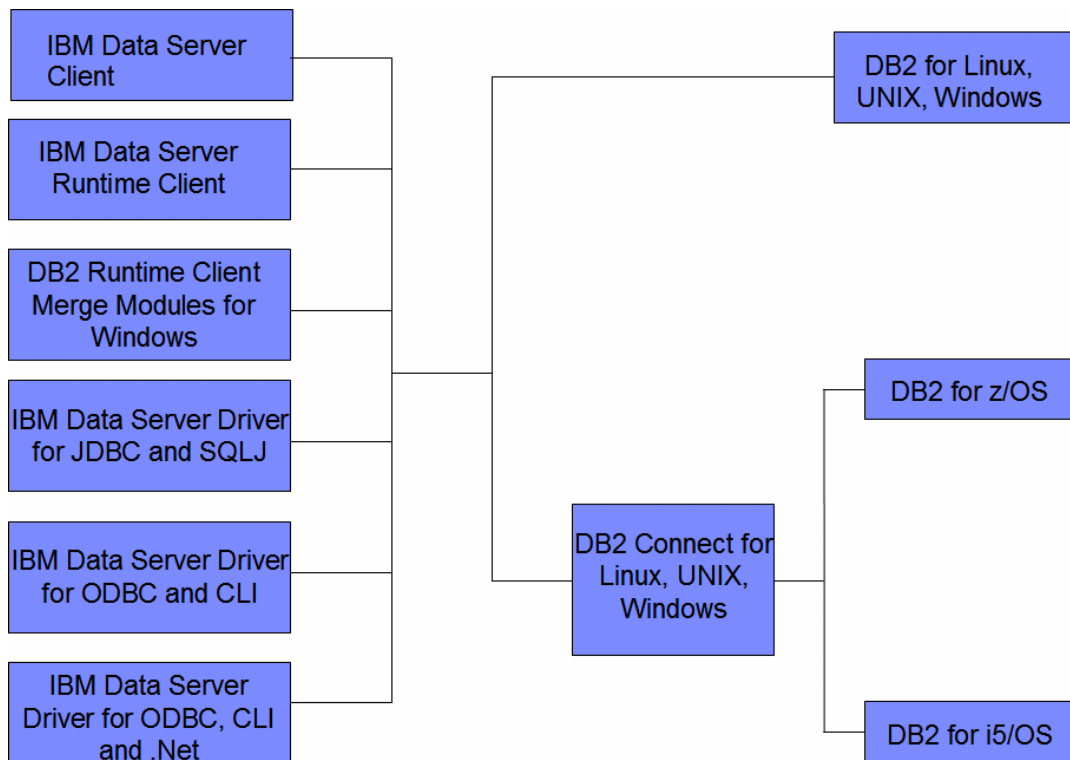 IBM Data Server
Client
IBM Data Server
Runtime Client
DB2 Runtime Client
Merge Modules for
Windows
IBM Data Server Driver
for JDBC and SQLJ
IBM Data Server Driver
for ODBC and CLI
IBM Data Server
Driver for ODBC, CLI
and .Net
DB2 for Linux,
UNIX, Windows
DB2 Connect for
Linux, UNIX,
Windows
DB2 for z/OS
DB2 for i5/OS